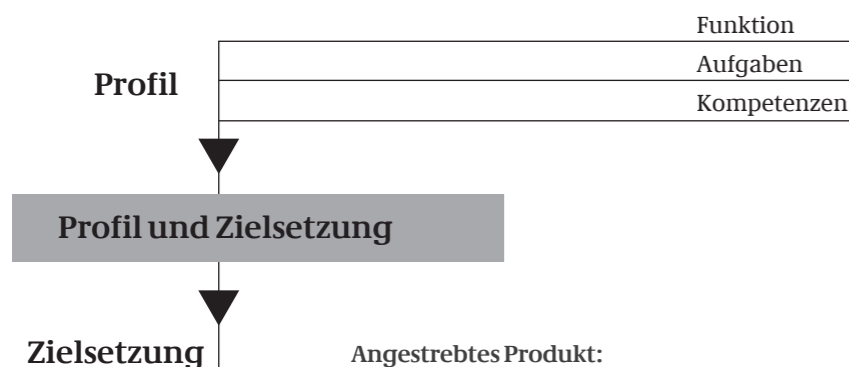 Funktion
Profil
Aufgaben
Kompetenzen
Profil und Zielsetzung
Zielsetzung
Angestrebtes Produkt: